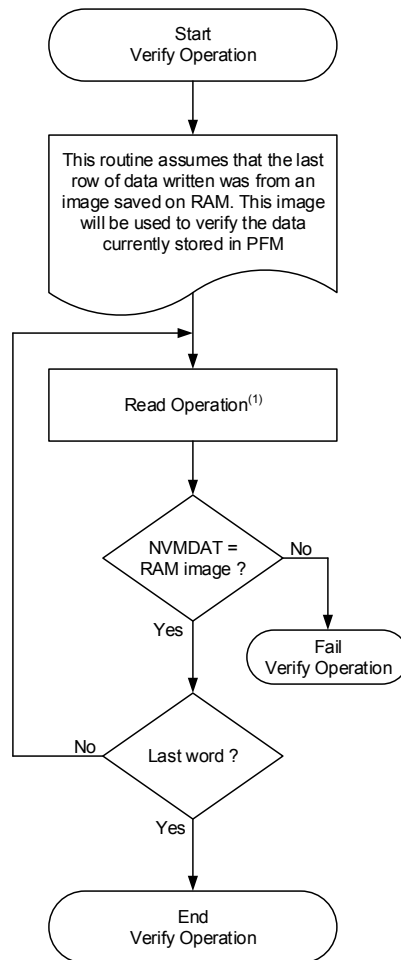 Start
Verify Operation
This routine assumes that the last
row of data written was from an
image saved on RAM. This image
will be used to verify the data
currently stored in PFM
Read Operation(1)
NVMDAT =
RAM image ?
No
Yes
Fail
Verify Operation
Last word ?
No
Yes
End
Verify Operation